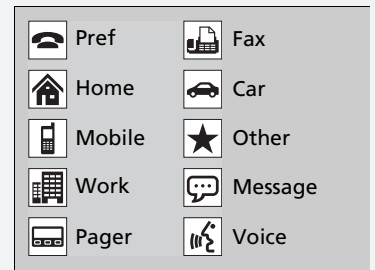 Pref
Fax
Home
Car
Mobile
Other
Work
Message
Pager
Voice